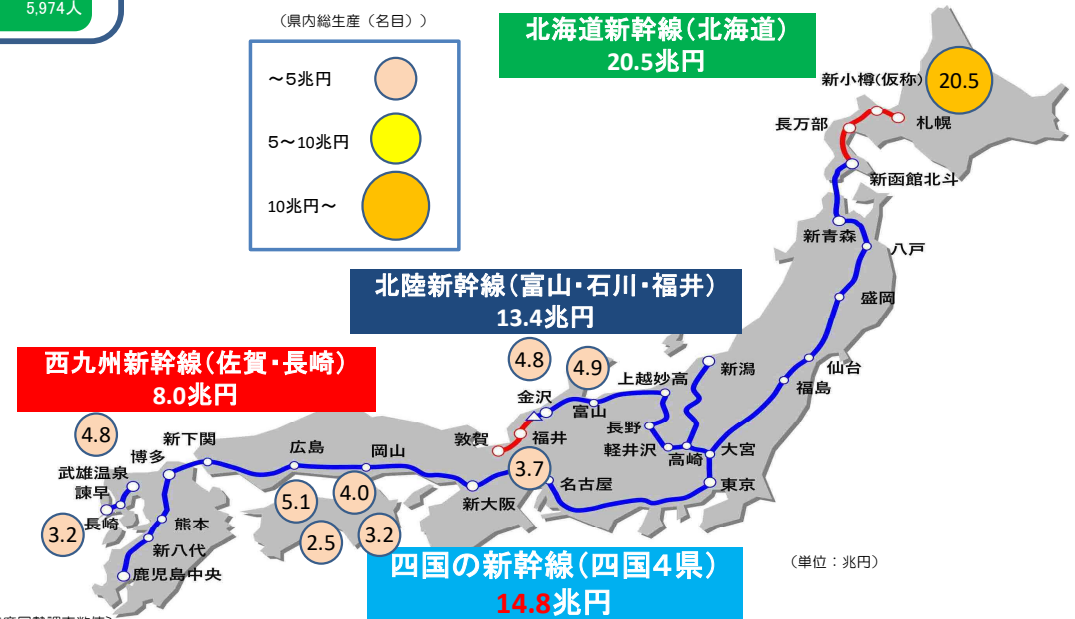 5,974人
(県内総生産(名目))
~5兆円
5~10兆円
10兆円~
北海道新幹線(北海道)
20.5兆円
新小樽(仮称)
20.5
長万部
札幌
新函館北斗
新青森
八戸
盛岡
北陸新幹線(富山・石川・福井)
13.4兆円
仙台
福島
西九州新幹線(佐賀・長崎)
8.0兆円
4.8
4.9
上越妙高
新潟
金沢
富山
長野
敦賀
福井
軽井沢
高崎
大宮
3.7
名古屋
東京
4.8
新下関
広島
岡山
博多
武雄温泉
諫早
長崎
新大阪
5.1
4.0
3.2
熊本
2.5
3.2
新八代
鹿児島中央
四国の新幹線(四国4県)
14.8兆円
(単位:兆円)